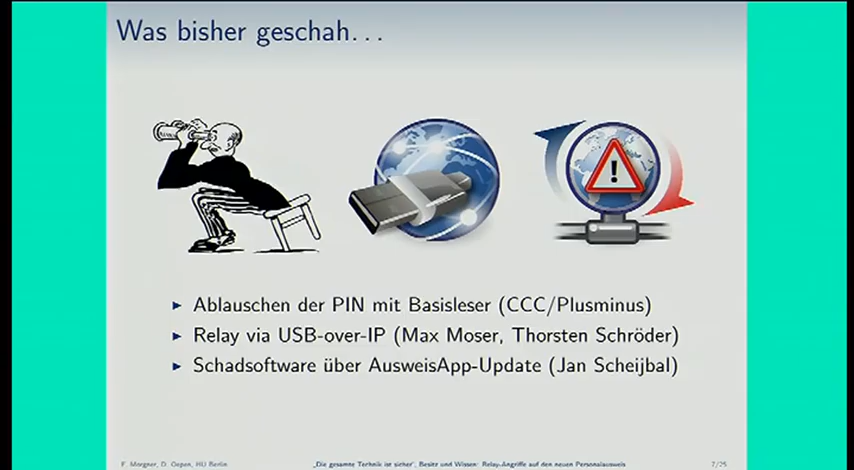 Was bisher geschah...
▶ Ablauschen der PIN mit Basisleser (CCC/Plusminus)
▶ Relay via USB-over-IP (Max Moser, Thorsten Schröder)
▶ Schadsoftware über AusweisApp-Update (Jan Scheijbal)
F. Morgner, D. Oepen, HU Berlin „Die gesamte Technik ist sicher“, Besitz und Wissen: Relay-Angriffe auf den neuen Personalausweis 7/25